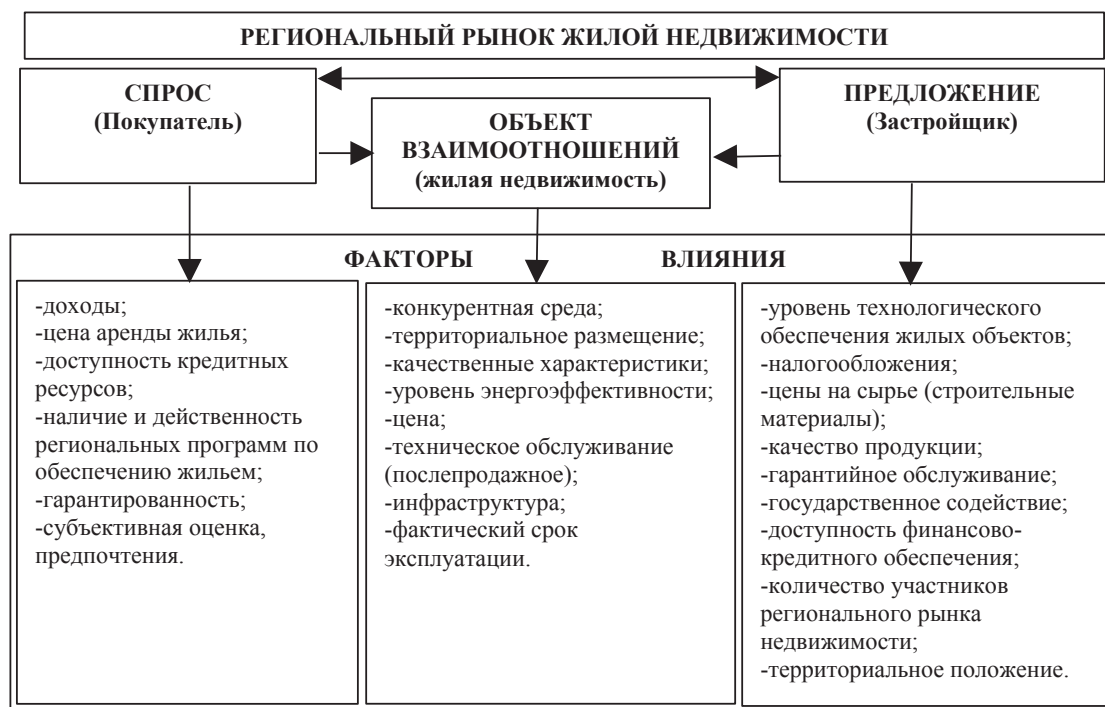 РЕГИОНАЛЬНЫЙ РЫНОК ЖИЛОЙ НЕДВИЖИМОСТИ
СПРОС
(Покупатель)
ОБЪЕКТ
ВЗАИМООТНОШЕНИЙ
(жилая недвижимость)
ПРЕДЛОЖЕНИЕ
(Застройщик)
ФАКТОРЫ ВЛИЯНИЯ
-доходы;
-цена аренды жилья;
-доступность кредитных
ресурсов;
-наличие и действенность
региональных программ по
обеспечению жильем;
-гарантированность;
-субъективная оценка,
предпочтения.
-конкурентная среда;
-территориальное размещение;
-качественные характеристики;
-уровень энергоэффективности;
-цена;
-техническое обслуживание
(послепродажное);
-инфраструктура;
-фактический срок
эксплуатации.
-уровень технологического
обеспечения жилых объектов;
-налогообложения;
-цены на сырье (строительные
материалы);
-качество продукции;
-гарантийное обслуживание;
-государственное содействие;
-доступность финансово-
кредитного обеспечения;
-количество участников
регионального рынка
недвижимости;
-территориальное положение.